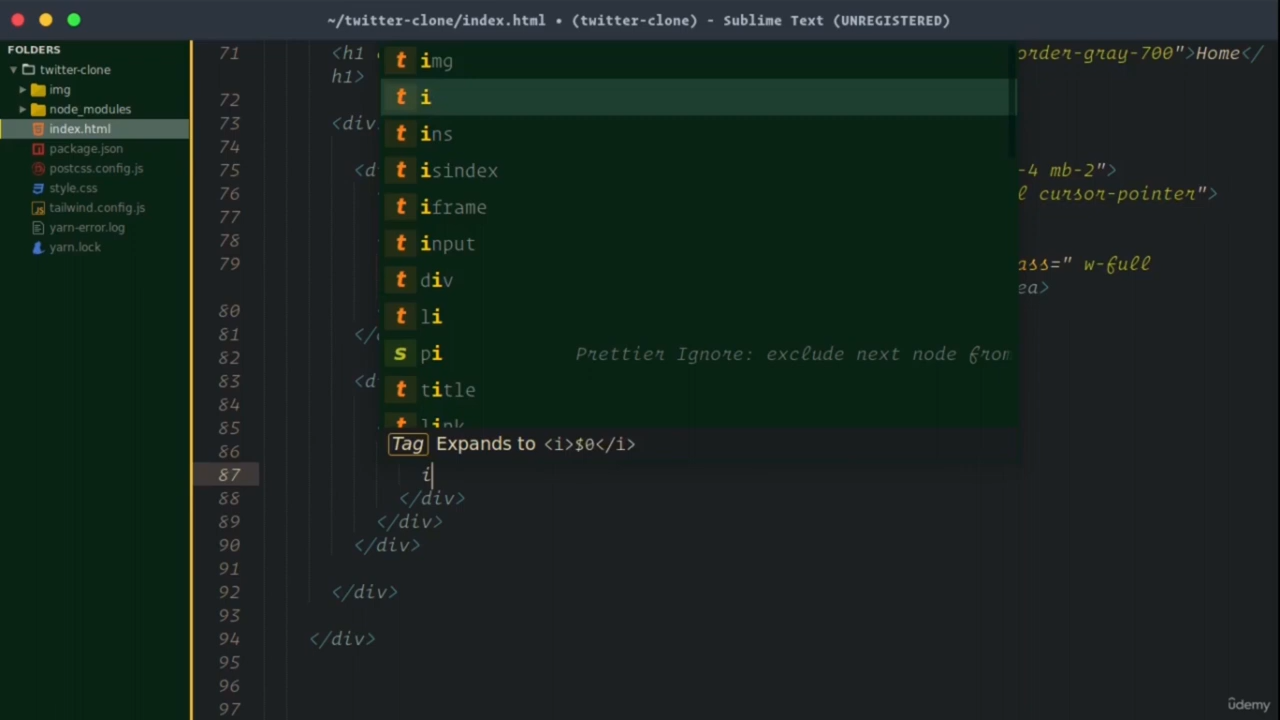 ~/twitter-clone/index.html • (twitter-clone) - Sublime Text (UNREGISTERED)
FOLDERS
twitter-clone
img
node_modules
index.html
package.json
postcss.config.js
style.css
tailwind.config.js
yarn-error.log
yarn.lock
71 <h1 order-gray-700">Home</
h1>
72
73 <div
74
75 <d -4 mb-2">
76 l cursor-pointer">
77
78
79 ass=" w-full
ea>
80
81 </
82
83 <d
84
85
86
87 i
88 </div>
89 </div>
90 </div>
91
92 </div>
93
94 </div>
95
96
97
t img
t i
t ins
t isindex
t iframe
t input
t div
t li
s pi Prettier Ignore: exclude next node from
t title
t link
Tag Expands to <i>$0</i>
ûdemy